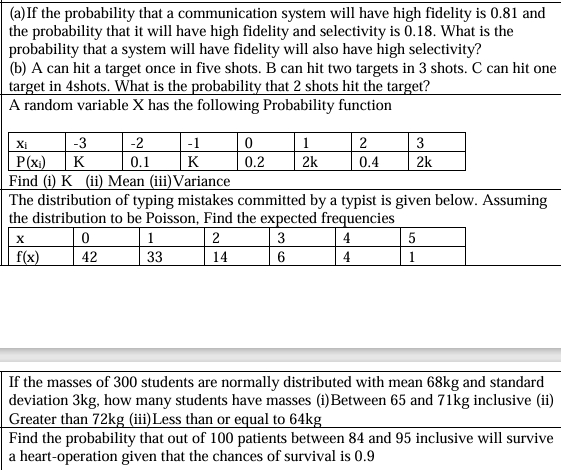 (a)If the probability that a communication system will have high fidelity is 0.81 and
the probability that it will have high fidelity and selectivity is 0.18. What is the
probability that a system will have fidelity will also have high selectivity?
(b) A can hit a target once in five shots. B can hit two targets in 3 shots. C can hit one
target in 4shots. What is the probability that 2 shots hit the target?
A random variable X has the following Probability function
xᵢ -3 -2 -1 0 1 2 3
P(xᵢ) K 0.1 K 0.2 2k 0.4 2k
Find (i) K (ii) Mean (iii)Variance
The distribution of typing mistakes committed by a typist is given below. Assuming
the distribution to be Poisson, Find the expected frequencies
x 0 1 2 3 4 5
f(x) 42 33 14 6 4 1
If the masses of 300 students are normally distributed with mean 68kg and standard
deviation 3kg, how many students have masses (i)Between 65 and 71kg inclusive (ii)
Greater than 72kg (iii)Less than or equal to 64kg
Find the probability that out of 100 patients between 84 and 95 inclusive will survive
a heart-operation given that the chances of survival is 0.9